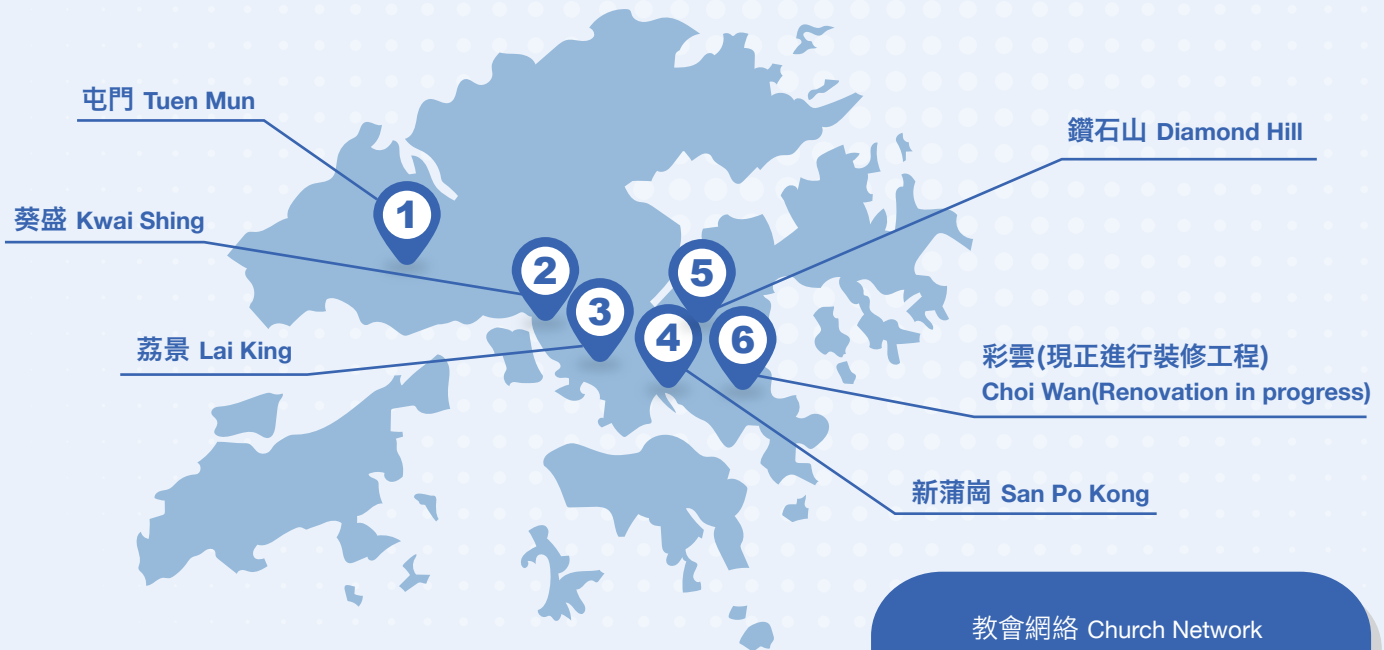 屯門 Tuen Mun
鑽石山 Diamond Hill
葵盛 Kwai Shing
1
2
5
3
4
6
荔景 Lai King
彩雲(現正進行裝修工程)
Choi Wan(Renovation in progress)
新蒲崗 San Po Kong
教會網絡 Church Network